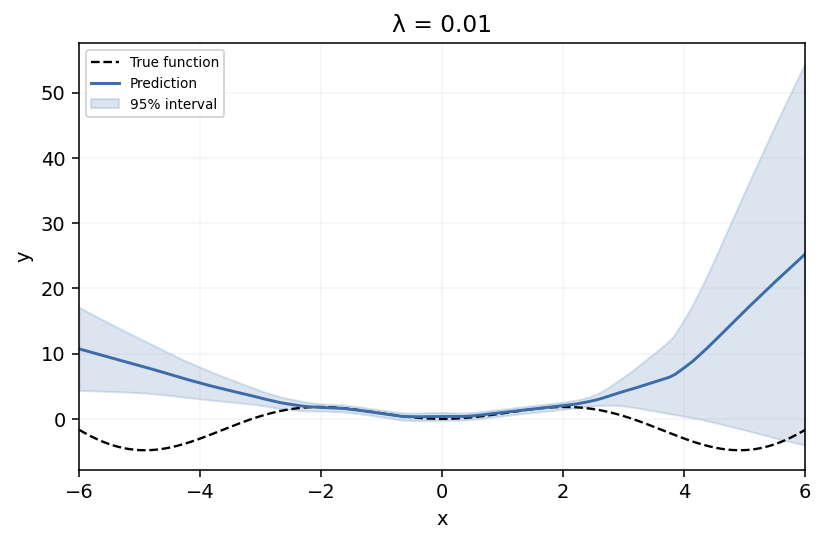 λ = 0.01
True function
Prediction
95% interval
y
50
40
30
20
10
0
−6
−4
−2
0
2
4
6
x